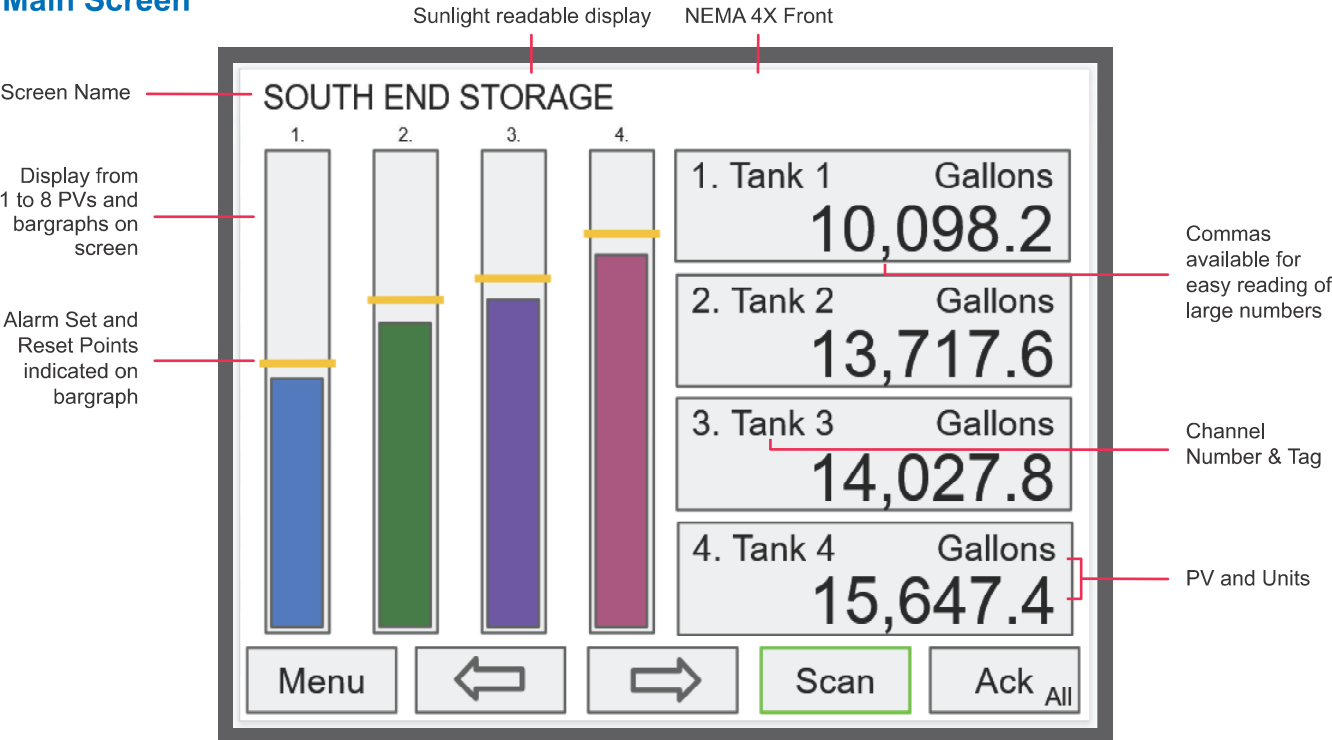 Main Screen
Sunlight readable display
NEMA 4X Front
Screen Name
SOUTH END STORAGE
1.
2.
3.
4.
Display from
1 to 8 PVs and
bargraphs on
screen
Alarm Set and
Reset Points
indicated on
bargraph
1. Tank 1 Gallons
10,098.2
2. Tank 2 Gallons
13,717.6
3. Tank 3 Gallons
14,027.8
4. Tank 4 Gallons
15,647.4
Commas
available for
easy reading of
large numbers
Channel
Number & Tag
PV and Units
Menu
Scan
Ack All